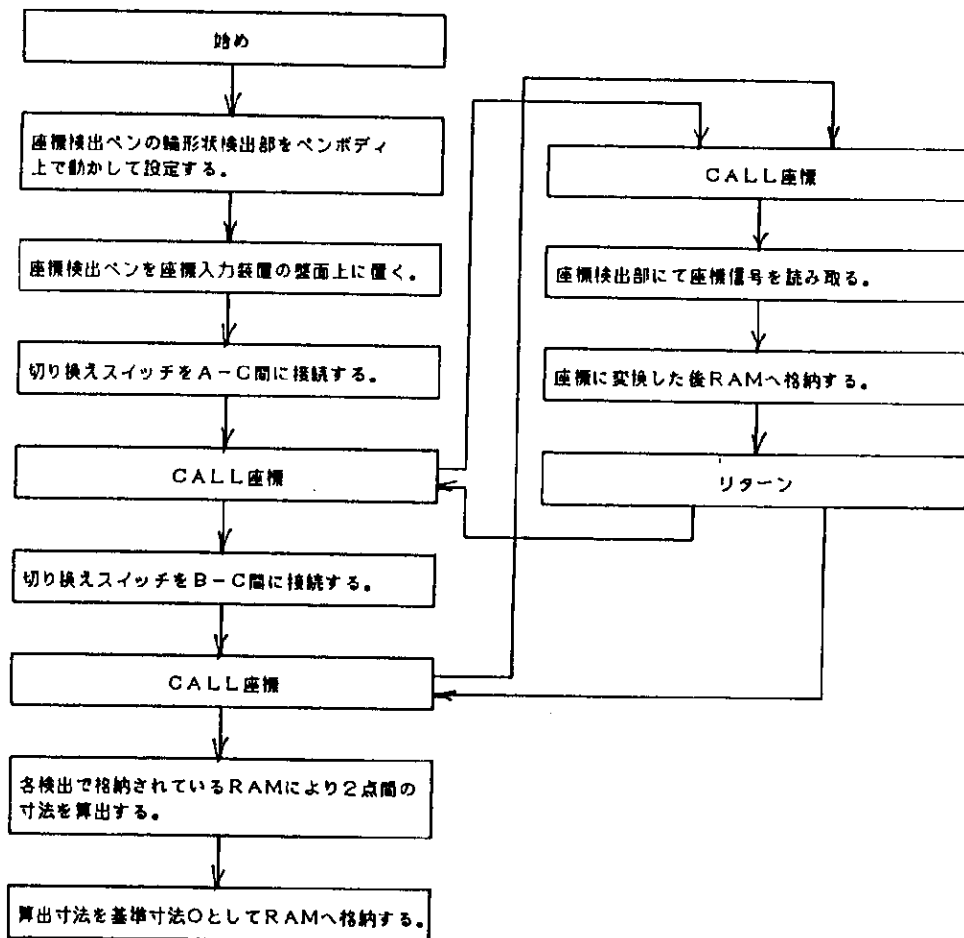 始め
座標検出ペンの輪形状検出部をペンボディ
上で動かして設定する。
座標検出ペンを座標入力装置の盤面上に置く。
切り換えスイッチをA－C間に接続する。
CALL座標
切り換えスイッチをB－C間に接続する。
CALL座標
各検出で格納されているRAMにより2点間の
寸法を算出する。
算出寸法を基準寸法OとしてRAMへ格納する。
CALL座標
座標検出部にて座標信号を読み取る。
座標に変換した後RAMへ格納する。
リターン